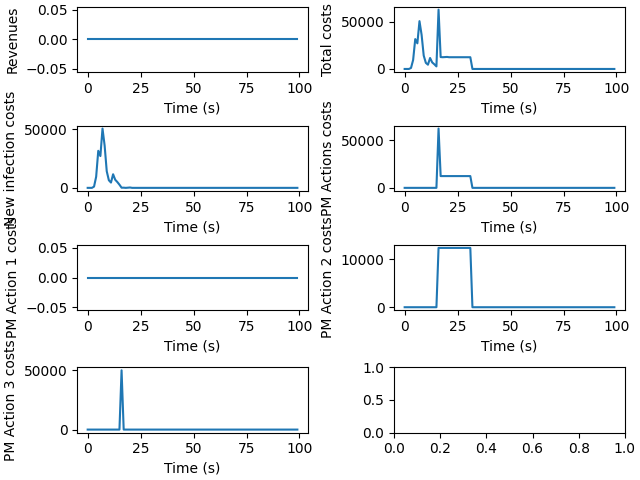 Revenues
0.05
0.00
−0.05
0 25 50 75 100
Time (s)
Total costs
50000
0
0 25 50 75 100
Time (s)
New infection costs
50000
0
0 25 50 75 100
Time (s)
PM Actions costs
50000
0
0 25 50 75 100
Time (s)
PM Action 1 costs
0.05
0.00
−0.05
0 25 50 75 100
Time (s)
PM Action 2 costs
10000
0
0 25 50 75 100
Time (s)
PM Action 3 costs
50000
0
0 25 50 75 100
Time (s)
1.0
0.5
0.0
0.0 0.2 0.4 0.6 0.8 1.0